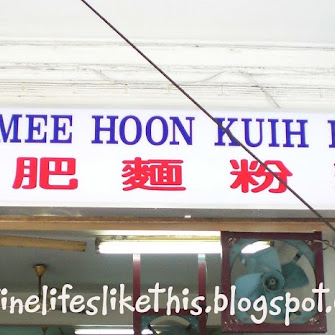 MEE HOON KUIH
肥麵粉
inelifeslikethis.blogspot.